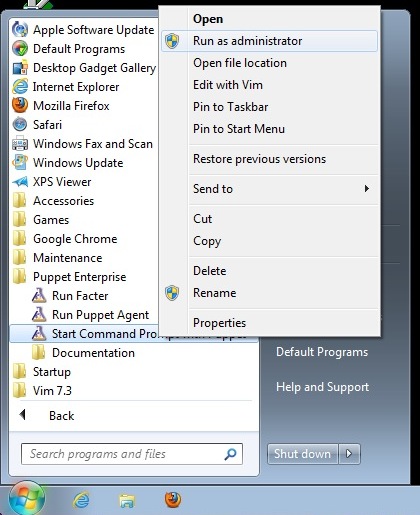 Apple Software Update
Default Programs
Desktop Gadget Gallery
Internet Explorer
Mozilla Firefox
Safari
Windows Fax and Scan
Windows Update
XPS Viewer
Accessories
Games
Google Chrome
Maintenance
Puppet Enterprise
Run Facter
Run Puppet Agent
Start Command Prompt with Puppet
Documentation
Startup
Vim 7.3
Back
Search programs and files
Open
Run as administrator
Open file location
Edit with Vim
Pin to Taskbar
Pin to Start Menu
Restore previous versions
Send to
Cut
Copy
Delete
Rename
Properties
Default Programs
Help and Support
Shut down